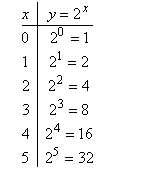 x y = 2^x
0 2^0 = 1
1 2^1 = 2
2 2^2 = 4
3 2^3 = 8
4 2^4 = 16
5 2^5 = 32